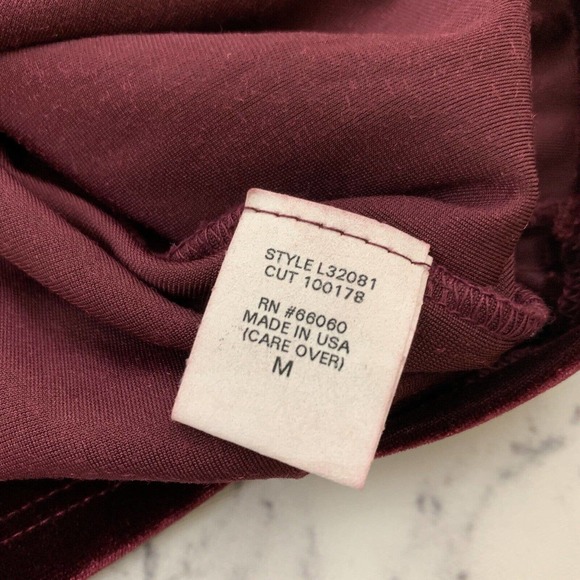 STYLE L32081
CUT 100178
RN #66060
MADE IN USA
(CARE OVER)
M